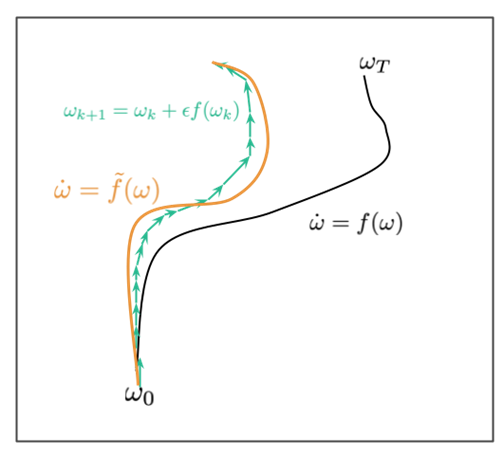 ω_T
ω_{k+1} = ω_k + ϵf(ω_k)
ω̇ = f̃(ω)
ω̇ = f(ω)
ω_0